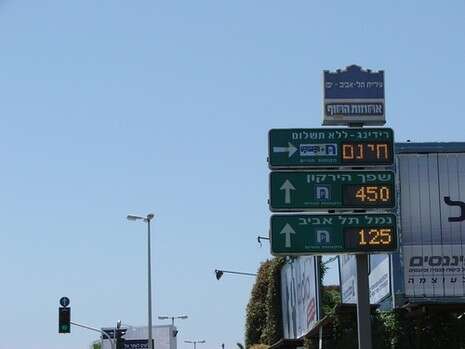 עיריית תל-אביב - יפו
אחוזות החוף
רידינג-ללא תשלום
חינם
שפך הירקון
450
נמל תל אביב
125